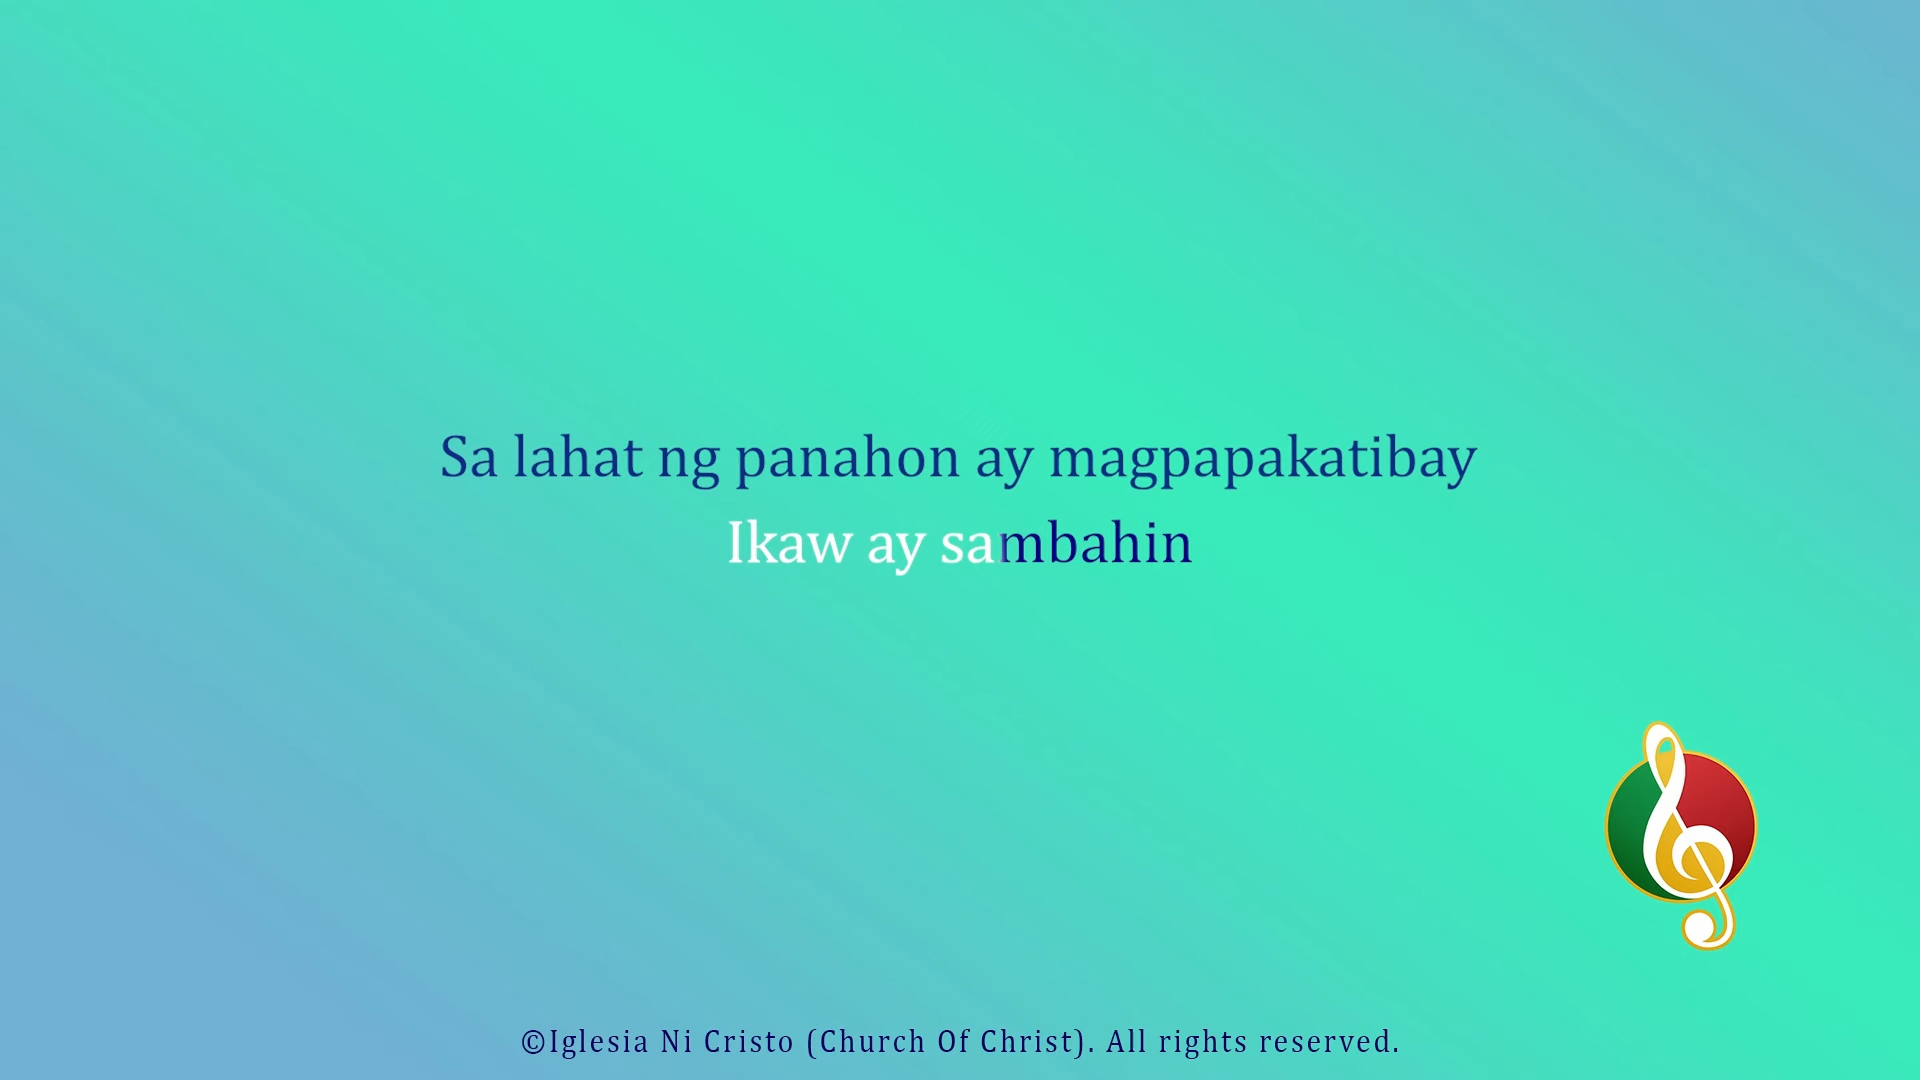 Sa lahat ng panahon ay magpapakatibay
Ikaw ay sambahin
©Iglesia Ni Cristo (Church Of Christ). All rights reserved.